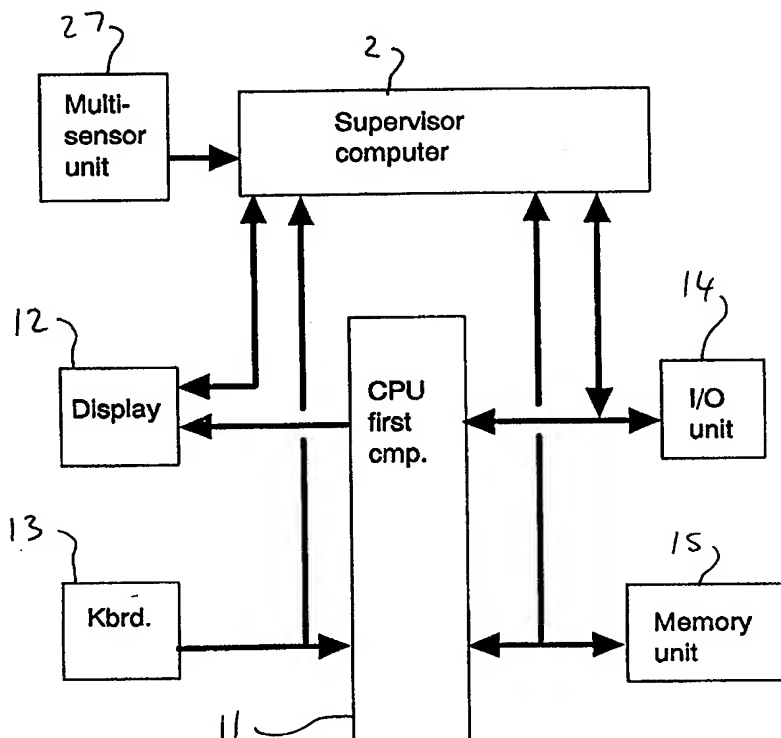 27
2
Multi-
sensor
unit
Supervisor
computer
12
14
Display
CPU
first
cmp.
I/O
unit
13
15
Kbrd.
Memory
unit
11